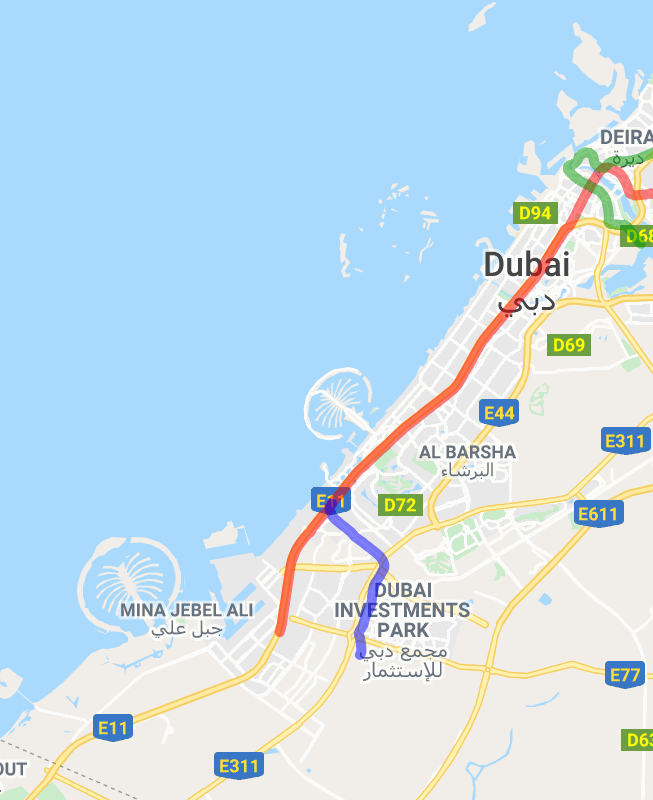 DEIRA
ديرة
D94
D68
Dubai
دبي
D69
E44
E311
AL BARSHA
البرشاء
E11
D72
E611
DUBAI
INVESTMENTS
PARK
مجمع دبي
للإستثمار
MINA JEBEL ALI
جبل علي
E77
E11
D63
OUT
E311